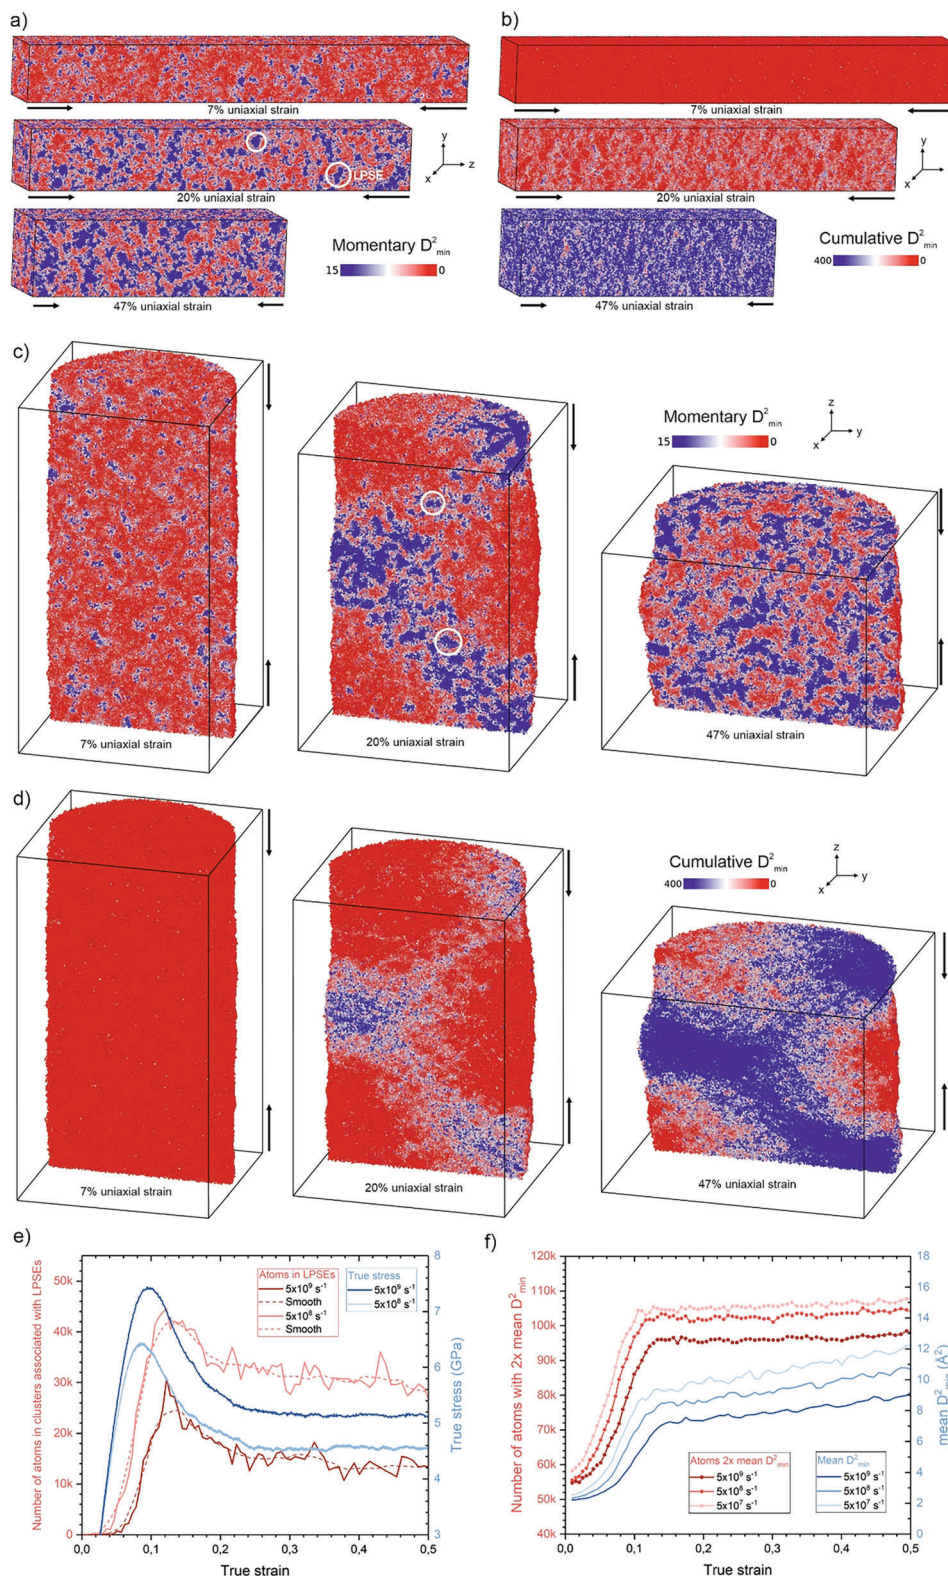 a)
7% uniaxial strain
LPSE
20% uniaxial strain
y
z
x
Momentary D²min
15
0
47% uniaxial strain
b)
7% uniaxial strain
20% uniaxial strain
y
z
x
Cumulative D²min
400
0
47% uniaxial strain
c)
7% uniaxial strain
20% uniaxial strain
Momentary D²min
15
0
z
y
x
47% uniaxial strain
d)
7% uniaxial strain
20% uniaxial strain
Cumulative D²min
400
0
z
y
x
47% uniaxial strain
e)
Number of atoms in clusters associated with LPSEs
50k
40k
30k
20k
10k
0
Atoms in LPSEs
5x10⁹ s⁻¹
Smooth
5x10⁸ s⁻¹
Smooth
True stress
5x10⁹ s⁻¹
5x10⁸ s⁻¹
8
7
6
5
4
3
True stress (GPa)
0,0 0,1 0,2 0,3 0,4 0,5
True strain
f)
Number of atoms with 2x mean D²min
120k
110k
100k
90k
80k
70k
60k
50k
40k
Atoms 2x mean D²min
5x10⁹ s⁻¹
5x10⁸ s⁻¹
5x10⁷ s⁻¹
Mean D²min
5x10⁹ s⁻¹
5x10⁸ s⁻¹
5x10⁷ s⁻¹
18
16
14
12
10
8
6
4
2
0
mean D²min (Å²)
0,0 0,1 0,2 0,3 0,4 0,5
True strain